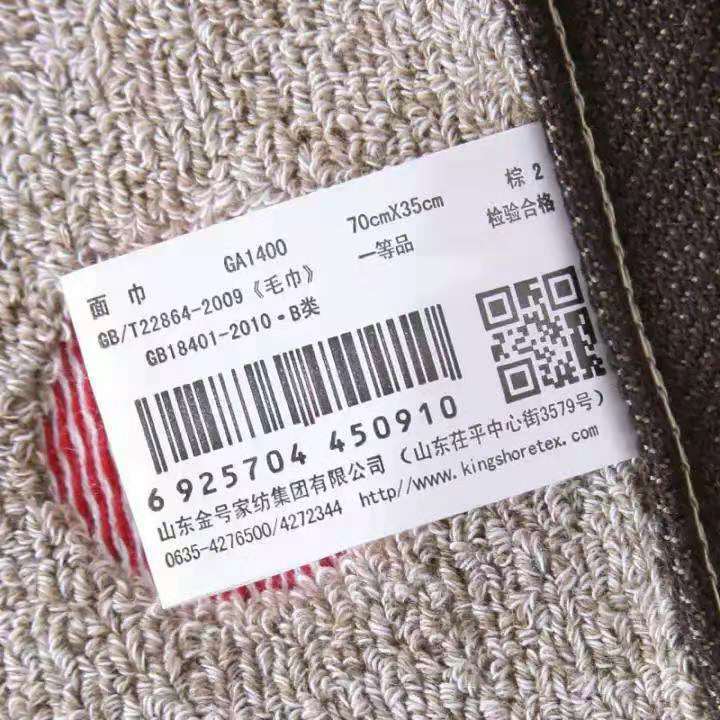 面 巾 GA1400 70cmX35cm 棕 2
GB/T22864-2009《毛巾》 一等品 检验合格
GB18401-2010·B类
6 925704 450910
山东金号家纺集团有限公司（山东茌平中心街3579号）
0635-4276500/4272344 http//www.kingshoretex.com